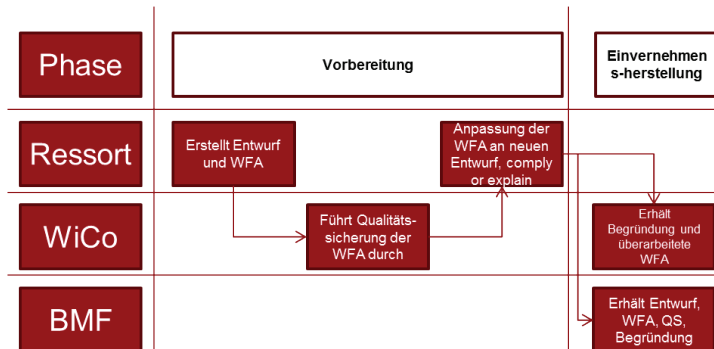 Phase
Vorbereitung
Einvernehmen
s-herstellung
Ressort
Erstellt Entwurf
und WFA
Anpassung der
WFA an neuen
Entwurf, comply
or explain
WiCo
Führt Qualitäts-
sicherung der
WFA durch
Erhält
Begründung und
überarbeitete
WFA
BMF
Erhält Entwurf,
WFA, QS,
Begründung